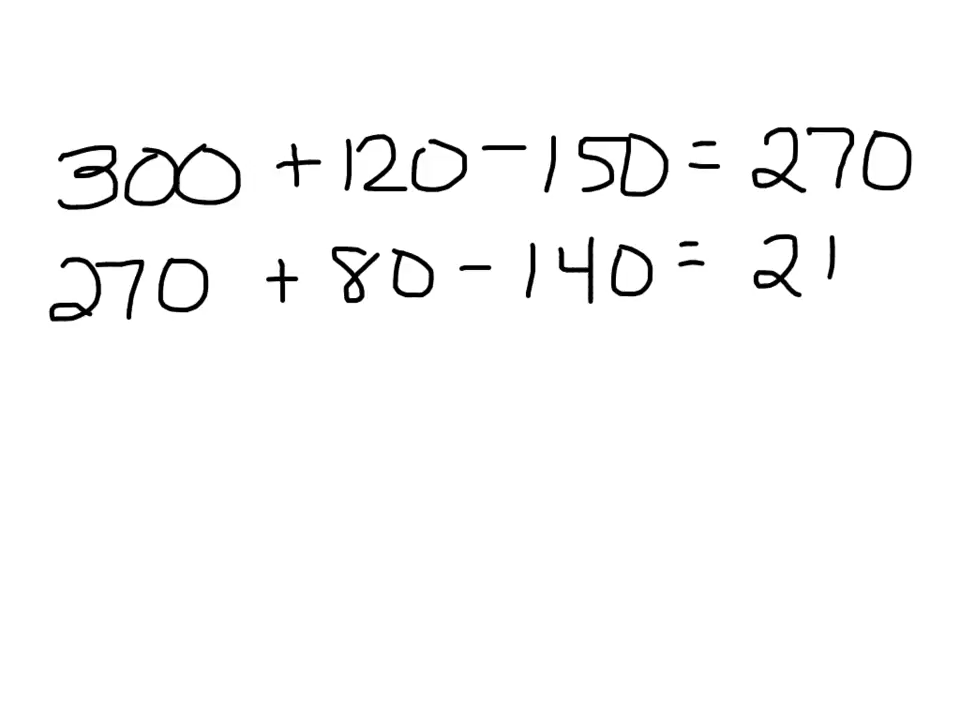 300 + 120 - 150 = 270
270 + 80 - 140 = 21